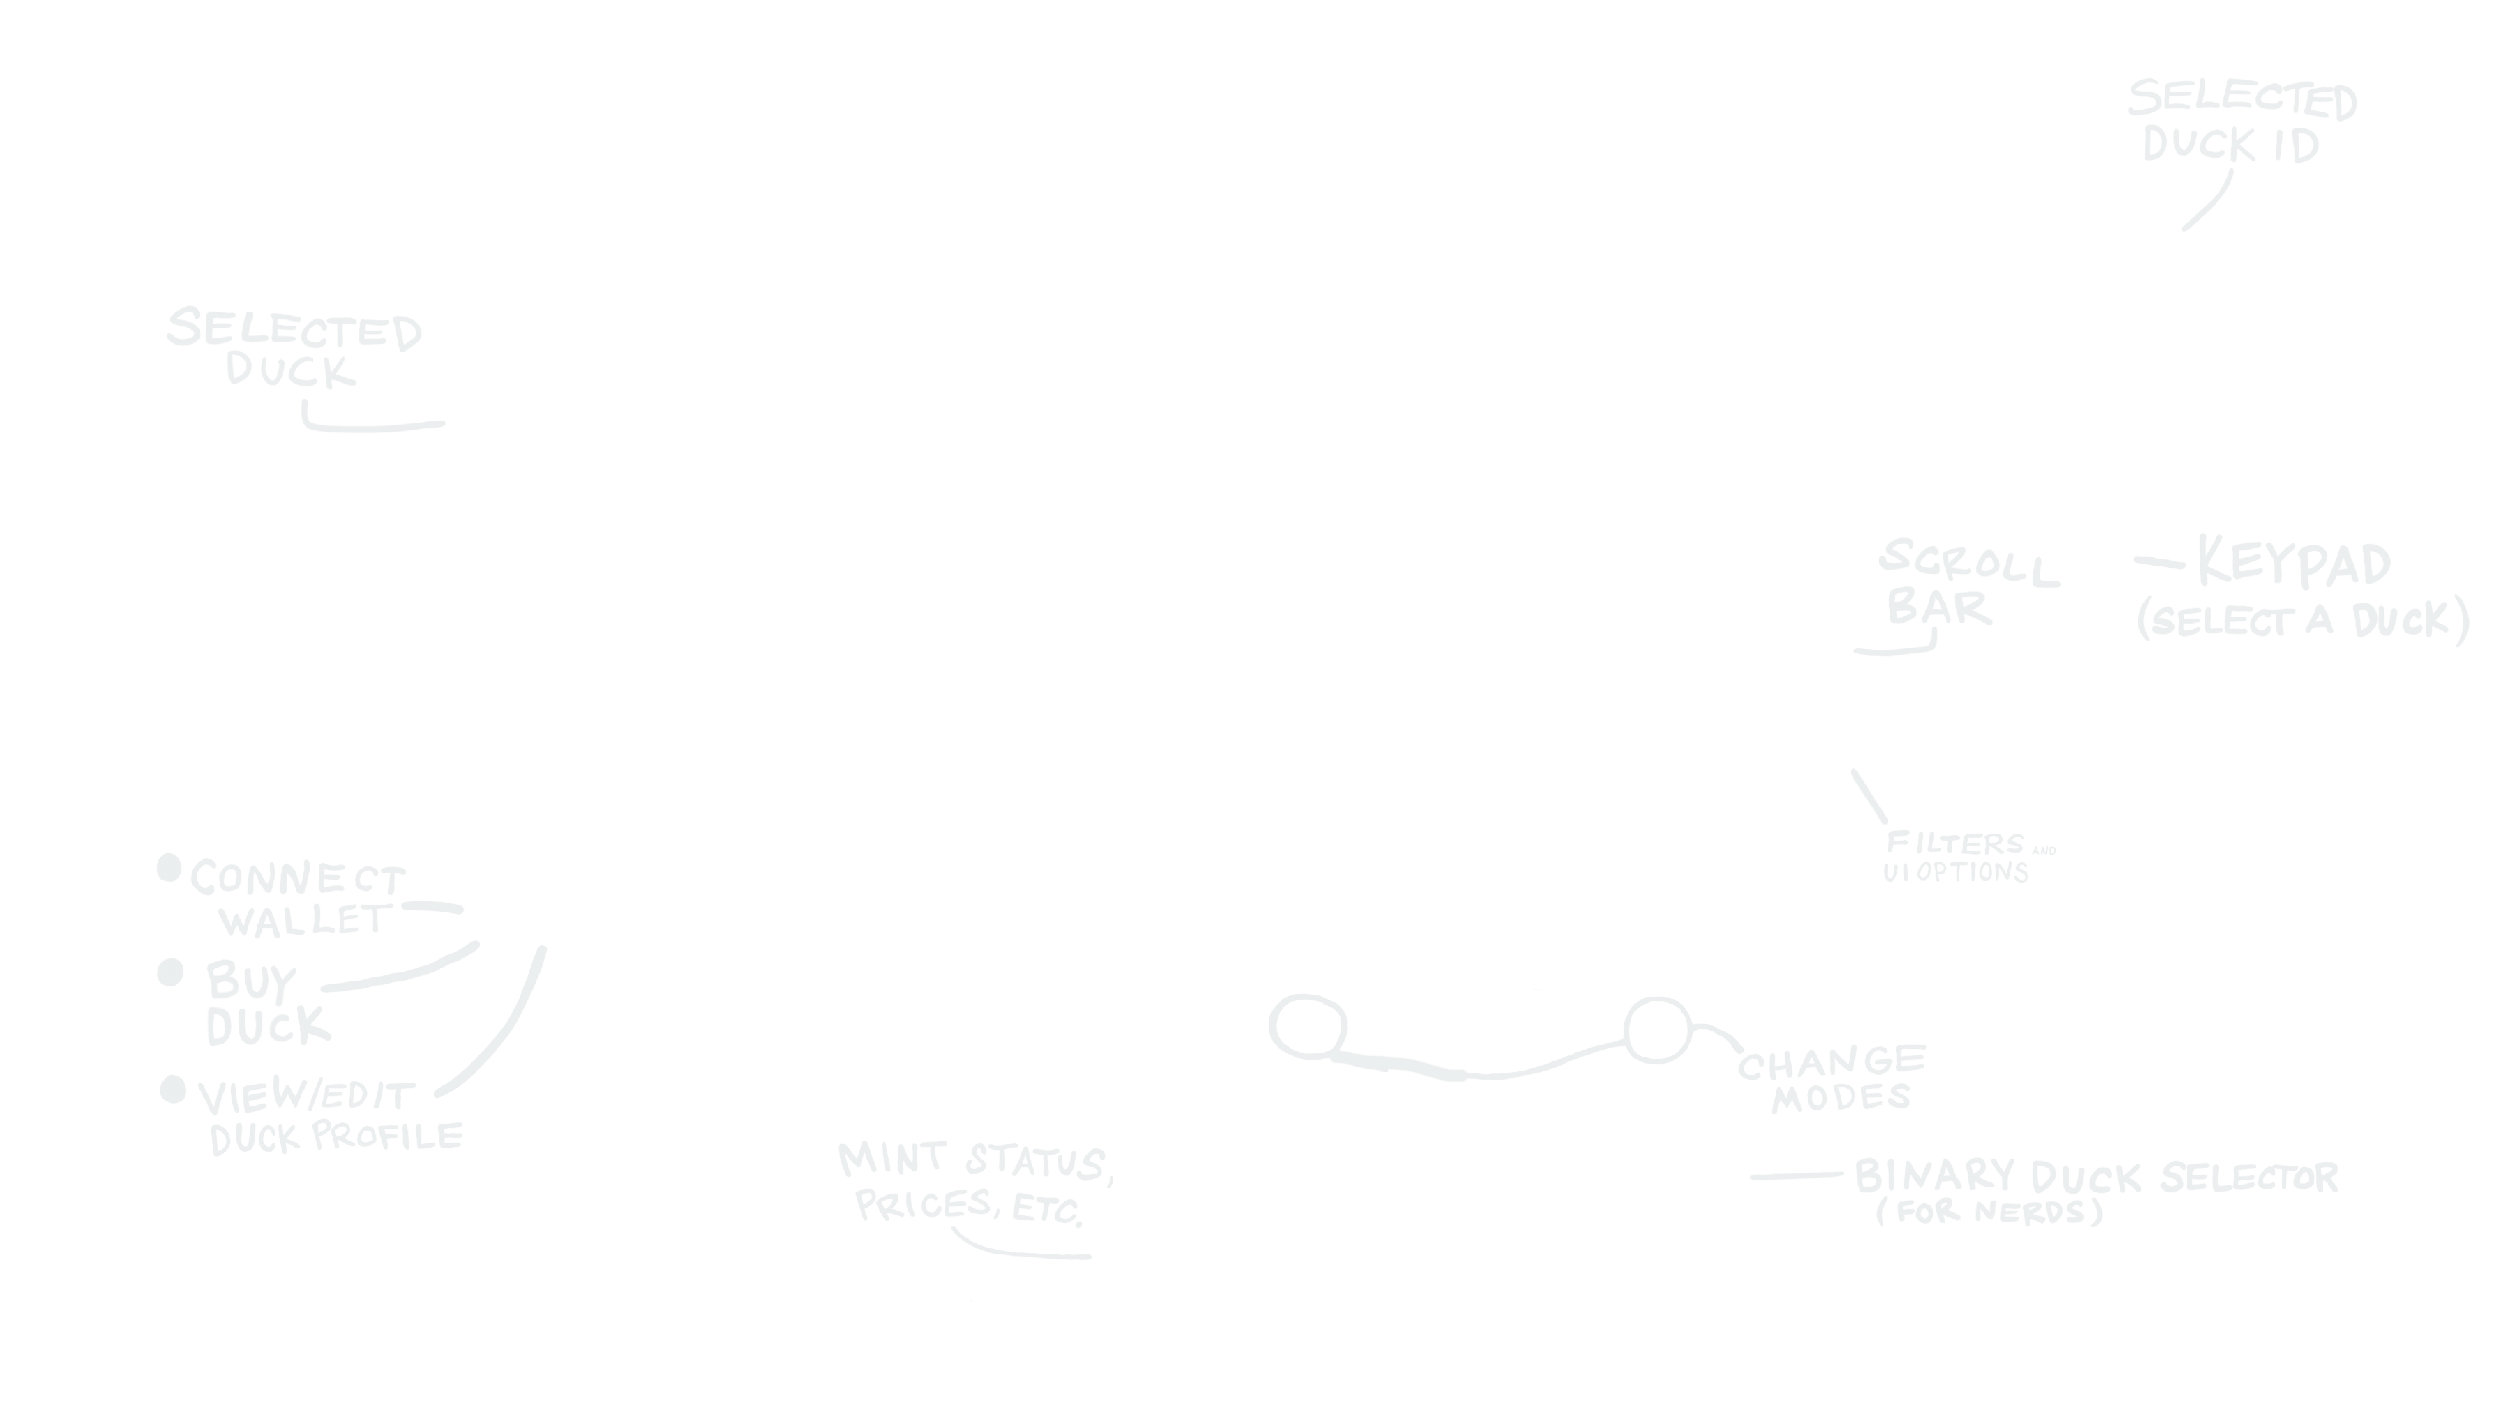 SELECTED
DUCK ID
SELECTED
DUCK
SCROLL
BAR
KEYPAD
(SELECT A DUCK)
FILTERS AND
UI OPTIONS
• CONNECT
WALLET
• BUY
DUCK
• VIEW/EDIT
DUCK PROFILE
CHANGE
MODES
MINT STATUS,
PRICES, ETC.
BINARY DUCK SELECTOR
(FOR NERDS)